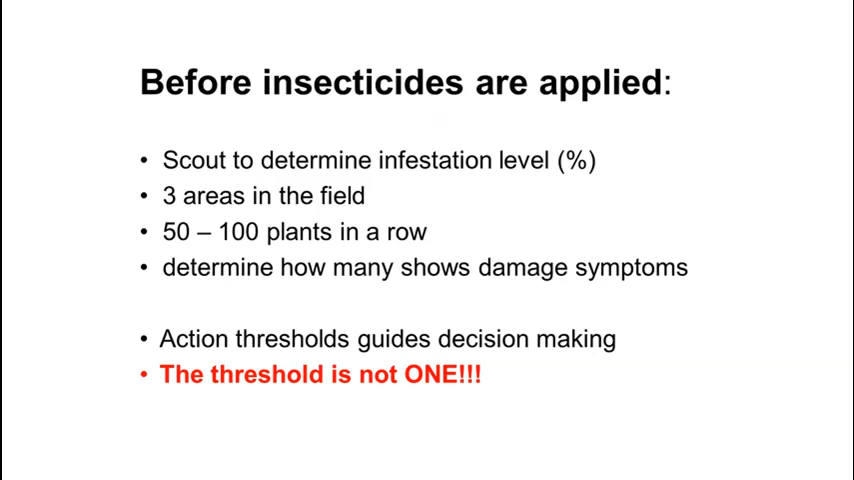 Before insecticides are applied:
• Scout to determine infestation level (%)
• 3 areas in the field
• 50 – 100 plants in a row
• determine how many shows damage symptoms
• Action thresholds guides decision making
• The threshold is not ONE!!!